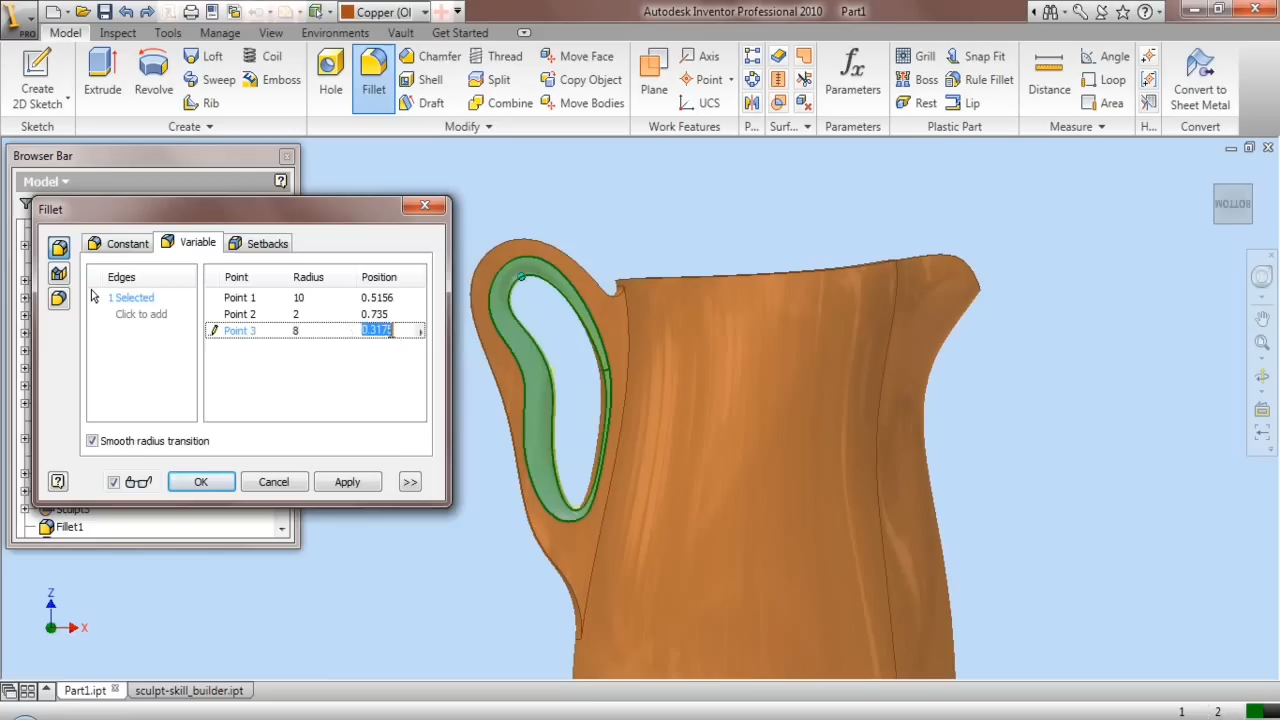 Copper (Ol
Autodesk Inventor Professional 2010 Part1
PRO
Model Inspect Tools Manage View Environments Vault Get Started
Create 2D Sketch
Extrude
Revolve
Loft
Sweep
Rib
Coil
Emboss
Hole
Fillet
Chamfer
Shell
Draft
Thread
Split
Combine
Move Face
Copy Object
Move Bodies
Plane
Axis
Point
UCS
Parameters
Grill
Boss
Rest
Snap Fit
Rule Fillet
Lip
Distance
Angle
Loop
Area
Convert to Sheet Metal
Sketch Create Modify Work Features P... Surf... Parameters Plastic Part Measure H... Convert
Browser Bar
Model
Fillet
Constant Variable Setbacks
Edges
1 Selected
Click to add
Point Radius Position
Point 1 10 0.5156
Point 2 2 0.735
Point 3 8 0.317
Smooth radius transition
OK Cancel Apply >>
Fillet1
BOTTOM
Z
X
Part1.ipt sculpt-skill_builder.ipt
1 2